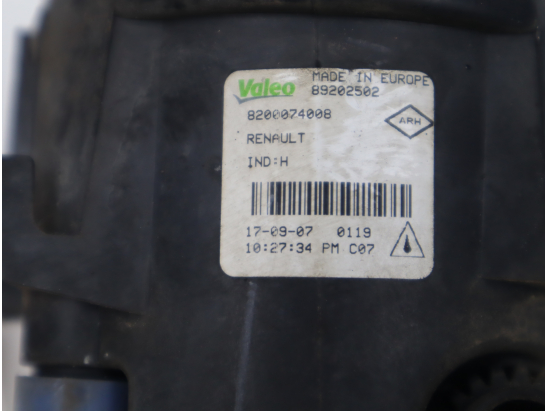 Valeo MADE IN EUROPE
89202502
8200074008
ARH
RENAULT
IND:H
17-09-07 0119
10:27:34 PM C07